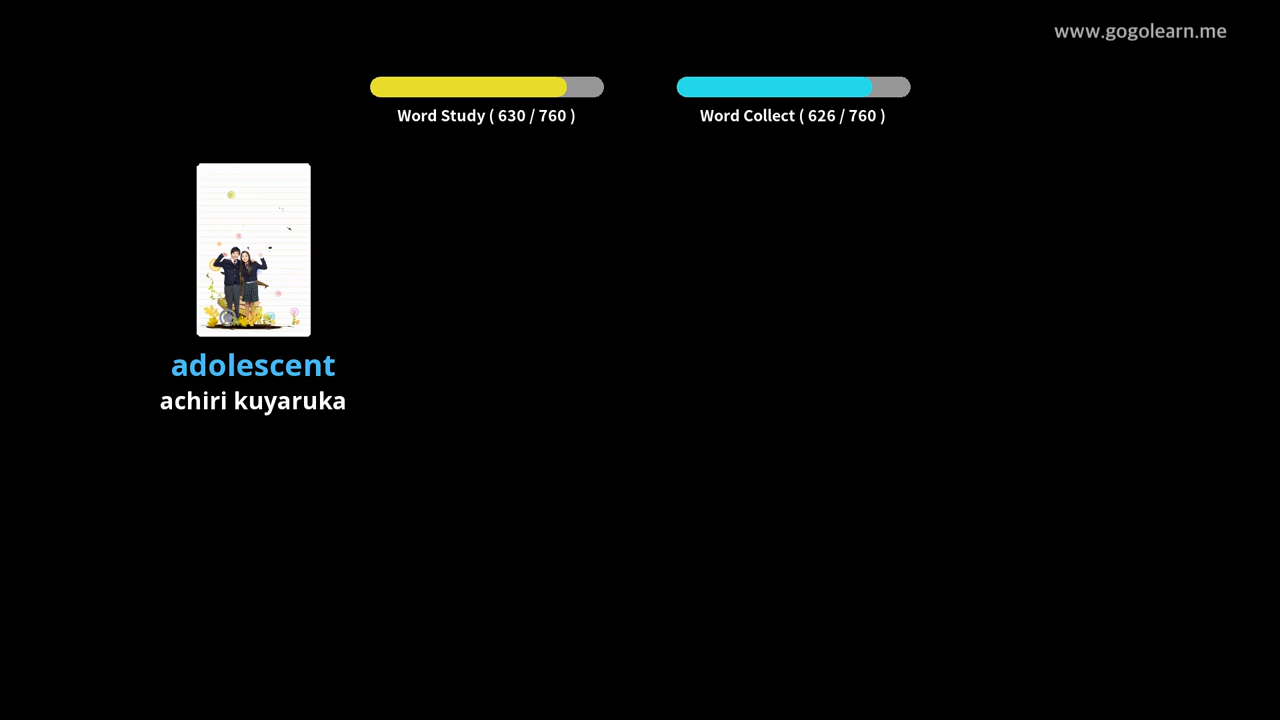 www.gogolearn.me
Word Study ( 630 / 760 )
Word Collect ( 626 / 760 )
adolescent
achiri kuyaruka